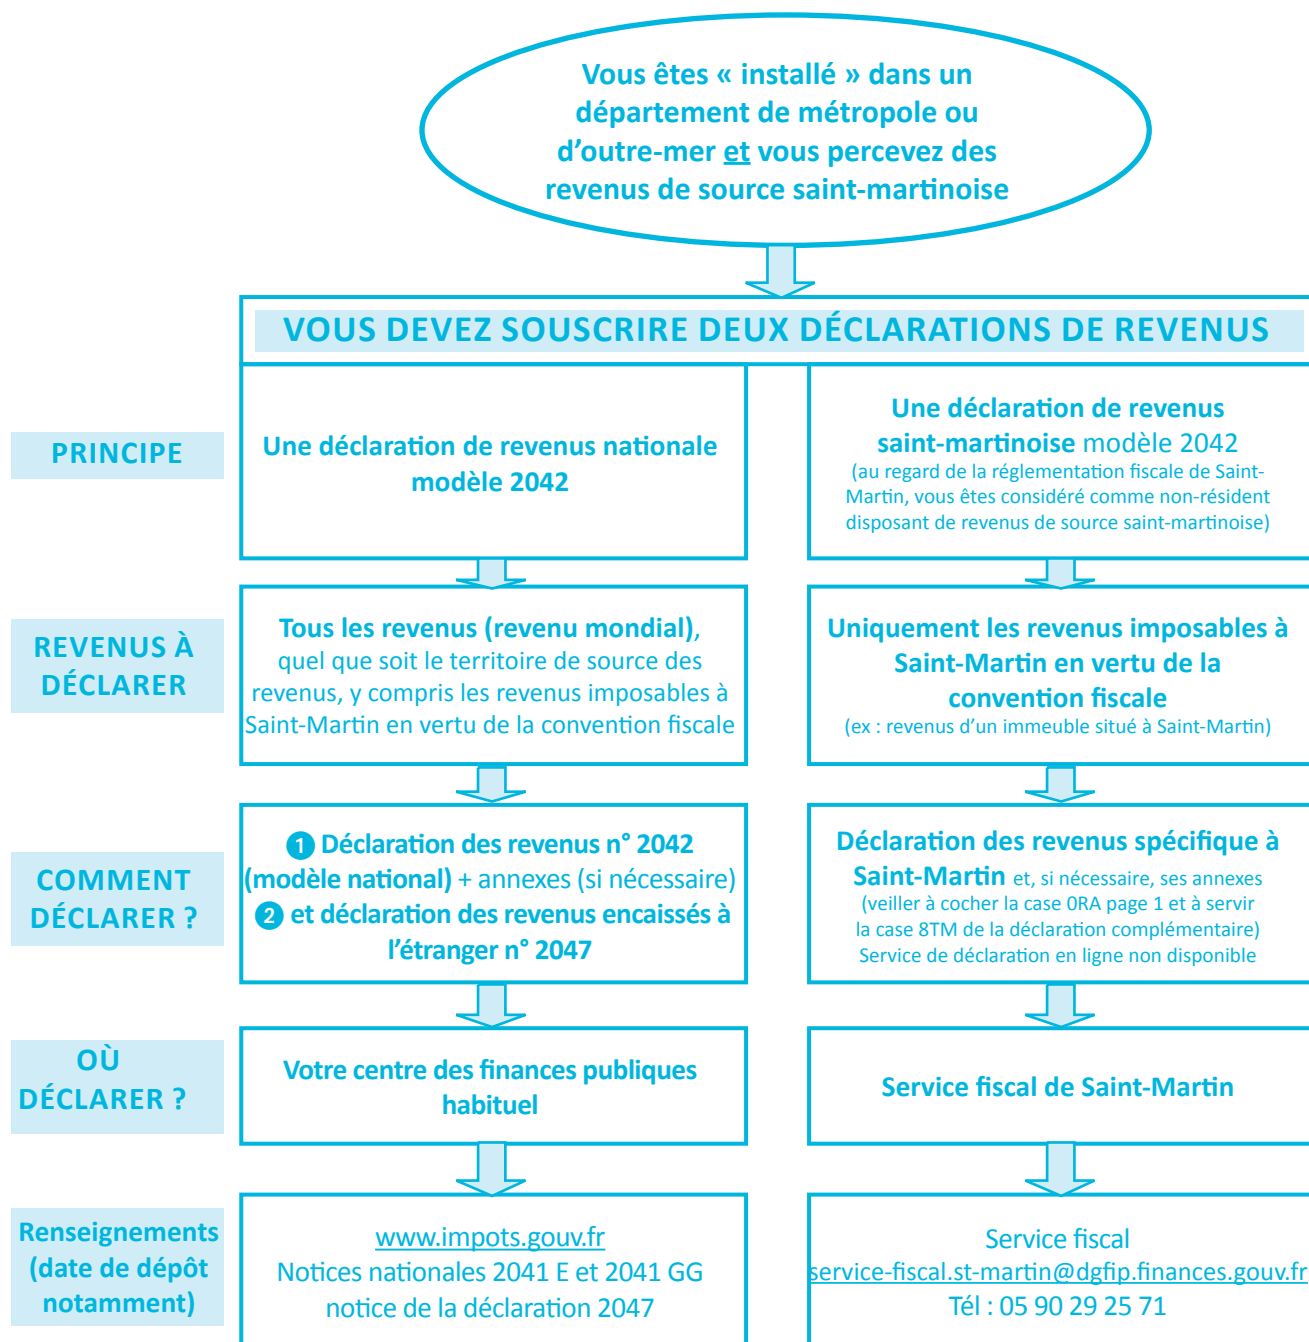 Vous êtes « installé » dans un
département de métropole ou
d’outre-mer et vous percevez des
revenus de source saint-martinoise
VOUS DEVEZ SOUSCRIRE DEUX DÉCLARATIONS DE REVENUS
PRINCIPE
Une déclaration de revenus nationale
modèle 2042
Une déclaration de revenus
saint-martinoise modèle 2042
(au regard de la réglementation fiscale de Saint-
Martin, vous êtes considéré comme non-résident
disposant de revenus de source saint-martinoise)
REVENUS À
DÉCLARER
Tous les revenus (revenu mondial),
quel que soit le territoire de source des
revenus, y compris les revenus imposables à
Saint-Martin en vertu de la convention fiscale
Uniquement les revenus imposables à
Saint-Martin en vertu de la
convention fiscale
(ex : revenus d’un immeuble situé à Saint-Martin)
COMMENT
DÉCLARER ?
1 Déclaration des revenus n° 2042
(modèle national) + annexes (si nécessaire)
2 et déclaration des revenus encaissés à
l’étranger n° 2047
Déclaration des revenus spécifique à
Saint-Martin et, si nécessaire, ses annexes
(veiller à cocher la case 0RA page 1 et à servir
la case 8TM de la déclaration complémentaire)
Service de déclaration en ligne non disponible
OÙ
DÉCLARER ?
Votre centre des finances publiques
habituel
Service fiscal de Saint-Martin
Renseignements
(date de dépôt
notamment)
www.impots.gouv.fr
Notices nationales 2041 E et 2041 GG
notice de la déclaration 2047
Service fiscal
service-fiscal.st-martin@dgfip.finances.gouv.fr
Tél : 05 90 29 25 71